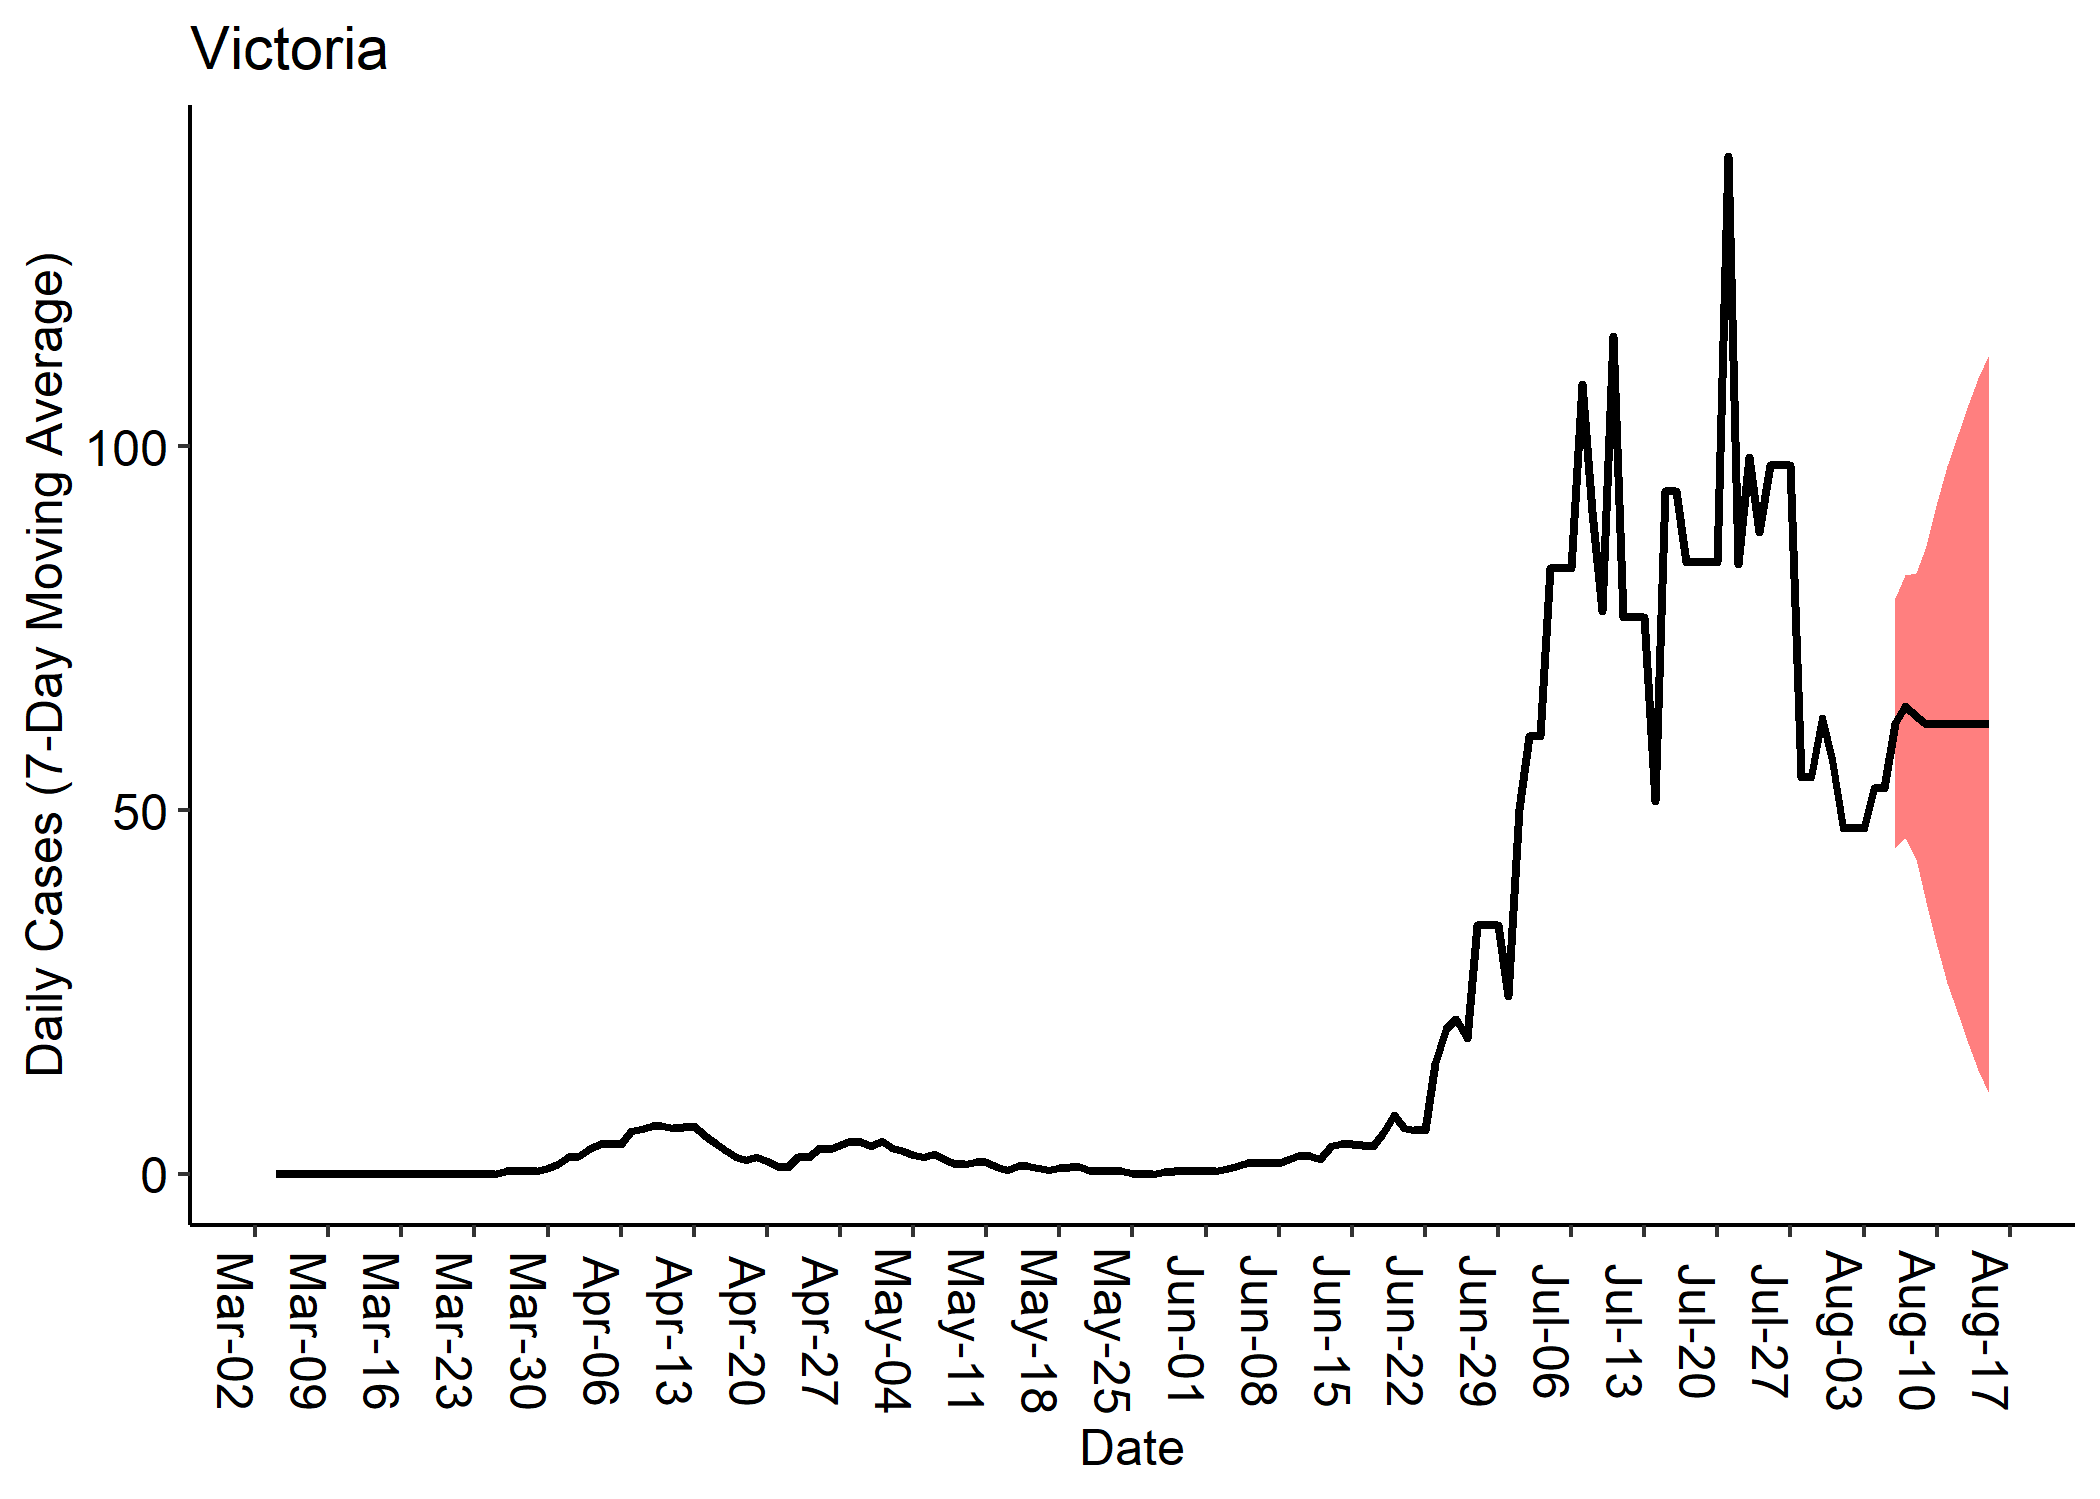 Victoria
Daily Cases (7-Day Moving Average)
100
50
0
Mar-02
Mar-09
Mar-16
Mar-23
Mar-30
Apr-06
Apr-13
Apr-20
Apr-27
May-04
May-11
May-18
May-25
Jun-01
Jun-08
Jun-15
Jun-22
Jun-29
Jul-06
Jul-13
Jul-20
Jul-27
Aug-03
Aug-10
Aug-17
Date